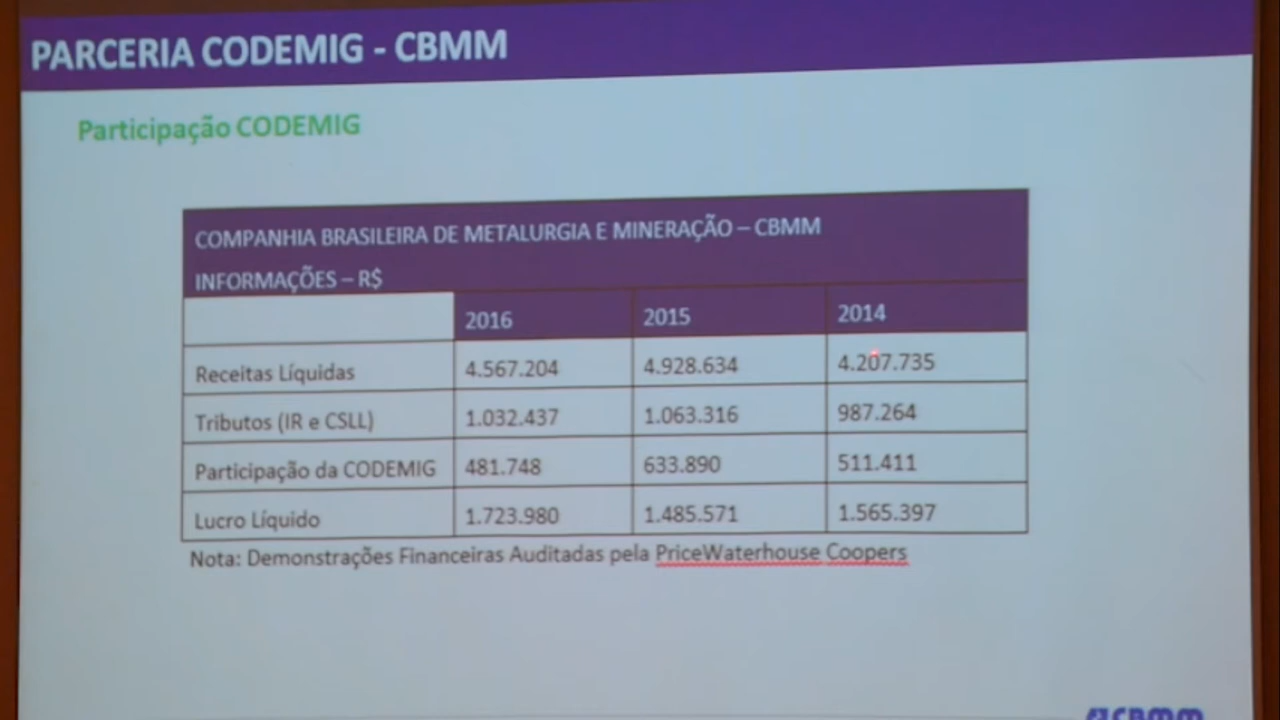 PARCERIA CODEMIG - CBMM
Participação CODEMIG
COMPANHIA BRASILEIRA DE METALURGIA E MINERAÇÃO – CBMM
INFORMAÇÕES – R$
2016 2015 2014
Receitas Líquidas 4.567.204 4.928.634 4.207.735
Tributos (IR e CSLL) 1.032.437 1.063.316 987.264
Participação da CODEMIG 481.748 633.890 511.411
Lucro Líquido 1.723.980 1.485.571 1.565.397
Nota: Demonstrações Financeiras Auditadas pela PriceWaterhouse Coopers
CBMM